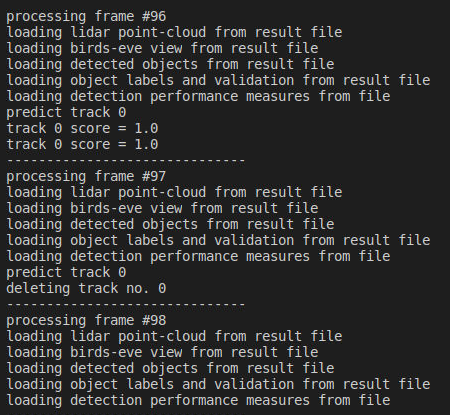 processing frame #96
loading lidar point-cloud from result file
loading birds-eve view from result file
loading detected objects from result file
loading object labels and validation from result file
loading detection performance measures from file
predict track 0
track 0 score = 1.0
track 0 score = 1.0
------------------------------
processing frame #97
loading lidar point-cloud from result file
loading birds-eve view from result file
loading detected objects from result file
loading object labels and validation from result file
loading detection performance measures from file
predict track 0
deleting track no. 0
------------------------------
processing frame #98
loading lidar point-cloud from result file
loading birds-eve view from result file
loading detected objects from result file
loading object labels and validation from result file
loading detection performance measures from file